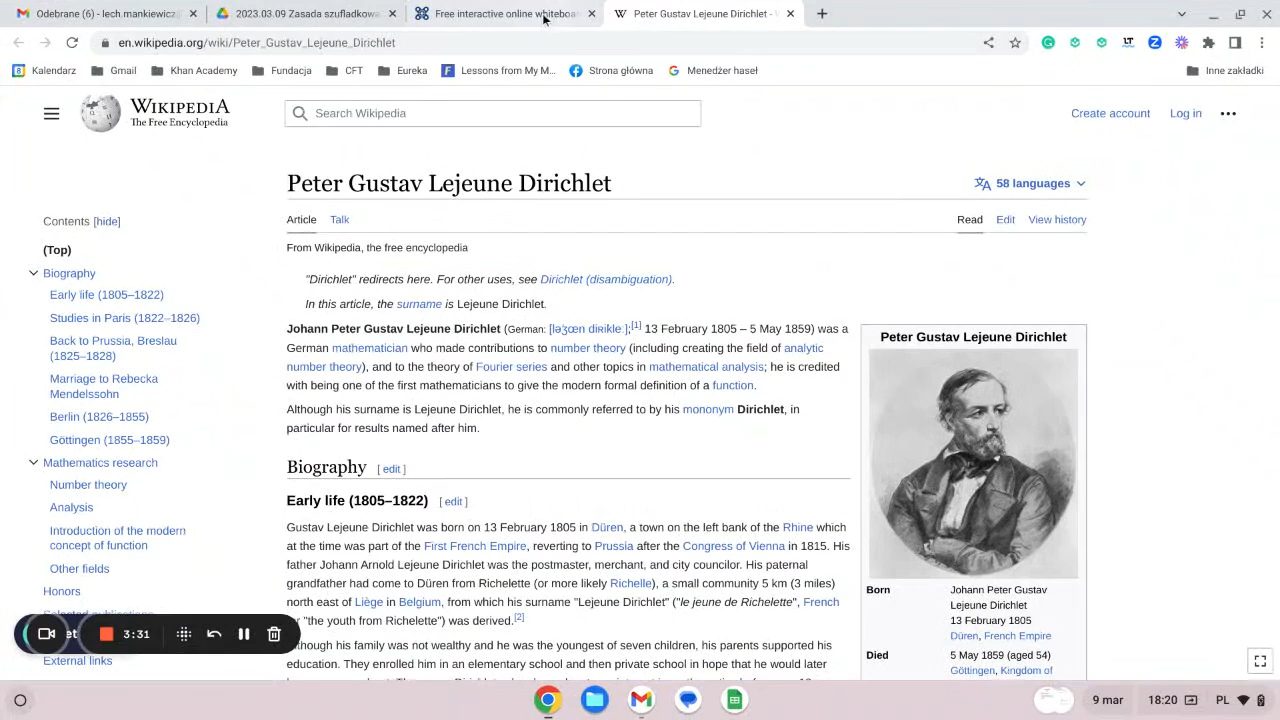 Odebrane - lech.mankiewicz
2023.03.09 Zasada szufladkowa
Free interactive online whiteboar
Peter Gustav Lejeune Dirichlet -
en.wikipedia.org/wiki/Peter_Gustav_Lejeune_Dirichlet
Kalendarz Gmail Khan Academy Fundacja CFT Eureka Lessons from My M... Strona główna Menedżer haseł Inne zakładki
WIKIPEDIA
The Free Encyclopedia
Search Wikipedia
Create account Log in
Peter Gustav Lejeune Dirichlet
58 languages
Contents [hide]
(Top)
Biography
Early life (1805–1822)
Studies in Paris (1822–1826)
Back to Prussia, Breslau
(1825–1828)
Marriage to Rebecka
Mendelssohn
Berlin (1826–1855)
Göttingen (1855–1859)
Mathematics research
Number theory
Analysis
Introduction of the modern
concept of function
Other fields
Honors
External links
Article Talk Read Edit View history
From Wikipedia, the free encyclopedia
"Dirichlet" redirects here. For other uses, see Dirichlet (disambiguation).
In this article, the surname is Lejeune Dirichlet.
Johann Peter Gustav Lejeune Dirichlet (German: [ləʒœn diʁikleː];[1] 13 February 1805 – 5 May 1859) was a
German mathematician who made contributions to number theory (including creating the field of analytic
number theory), and to the theory of Fourier series and other topics in mathematical analysis; he is credited
with being one of the first mathematicians to give the modern formal definition of a function.
Although his surname is Lejeune Dirichlet, he is commonly referred to by his mononym Dirichlet, in
particular for results named after him.
Biography [ edit ]
Early life (1805–1822) [ edit ]
Gustav Lejeune Dirichlet was born on 13 February 1805 in Düren, a town on the left bank of the Rhine which
at the time was part of the First French Empire, reverting to Prussia after the Congress of Vienna in 1815. His
father Johann Arnold Lejeune Dirichlet was the postmaster, merchant, and city councilor. His paternal
grandfather had come to Düren from Richelette (or more likely Richelle), a small community 5 km (3 miles)
north east of Liège in Belgium, from which his surname "Lejeune Dirichlet" ("le jeune de Richelette", French
"the youth from Richelette") was derived.[2]
Although his family was not wealthy and he was the youngest of seven children, his parents supported his
education. They enrolled him in an elementary school and then private school in hope that he would later
Peter Gustav Lejeune Dirichlet
Born Johann Peter Gustav
Lejeune Dirichlet
13 February 1805
Düren, French Empire
Died 5 May 1859 (aged 54)
Göttingen, Kingdom of
3:31
9 mar 18:20 PL